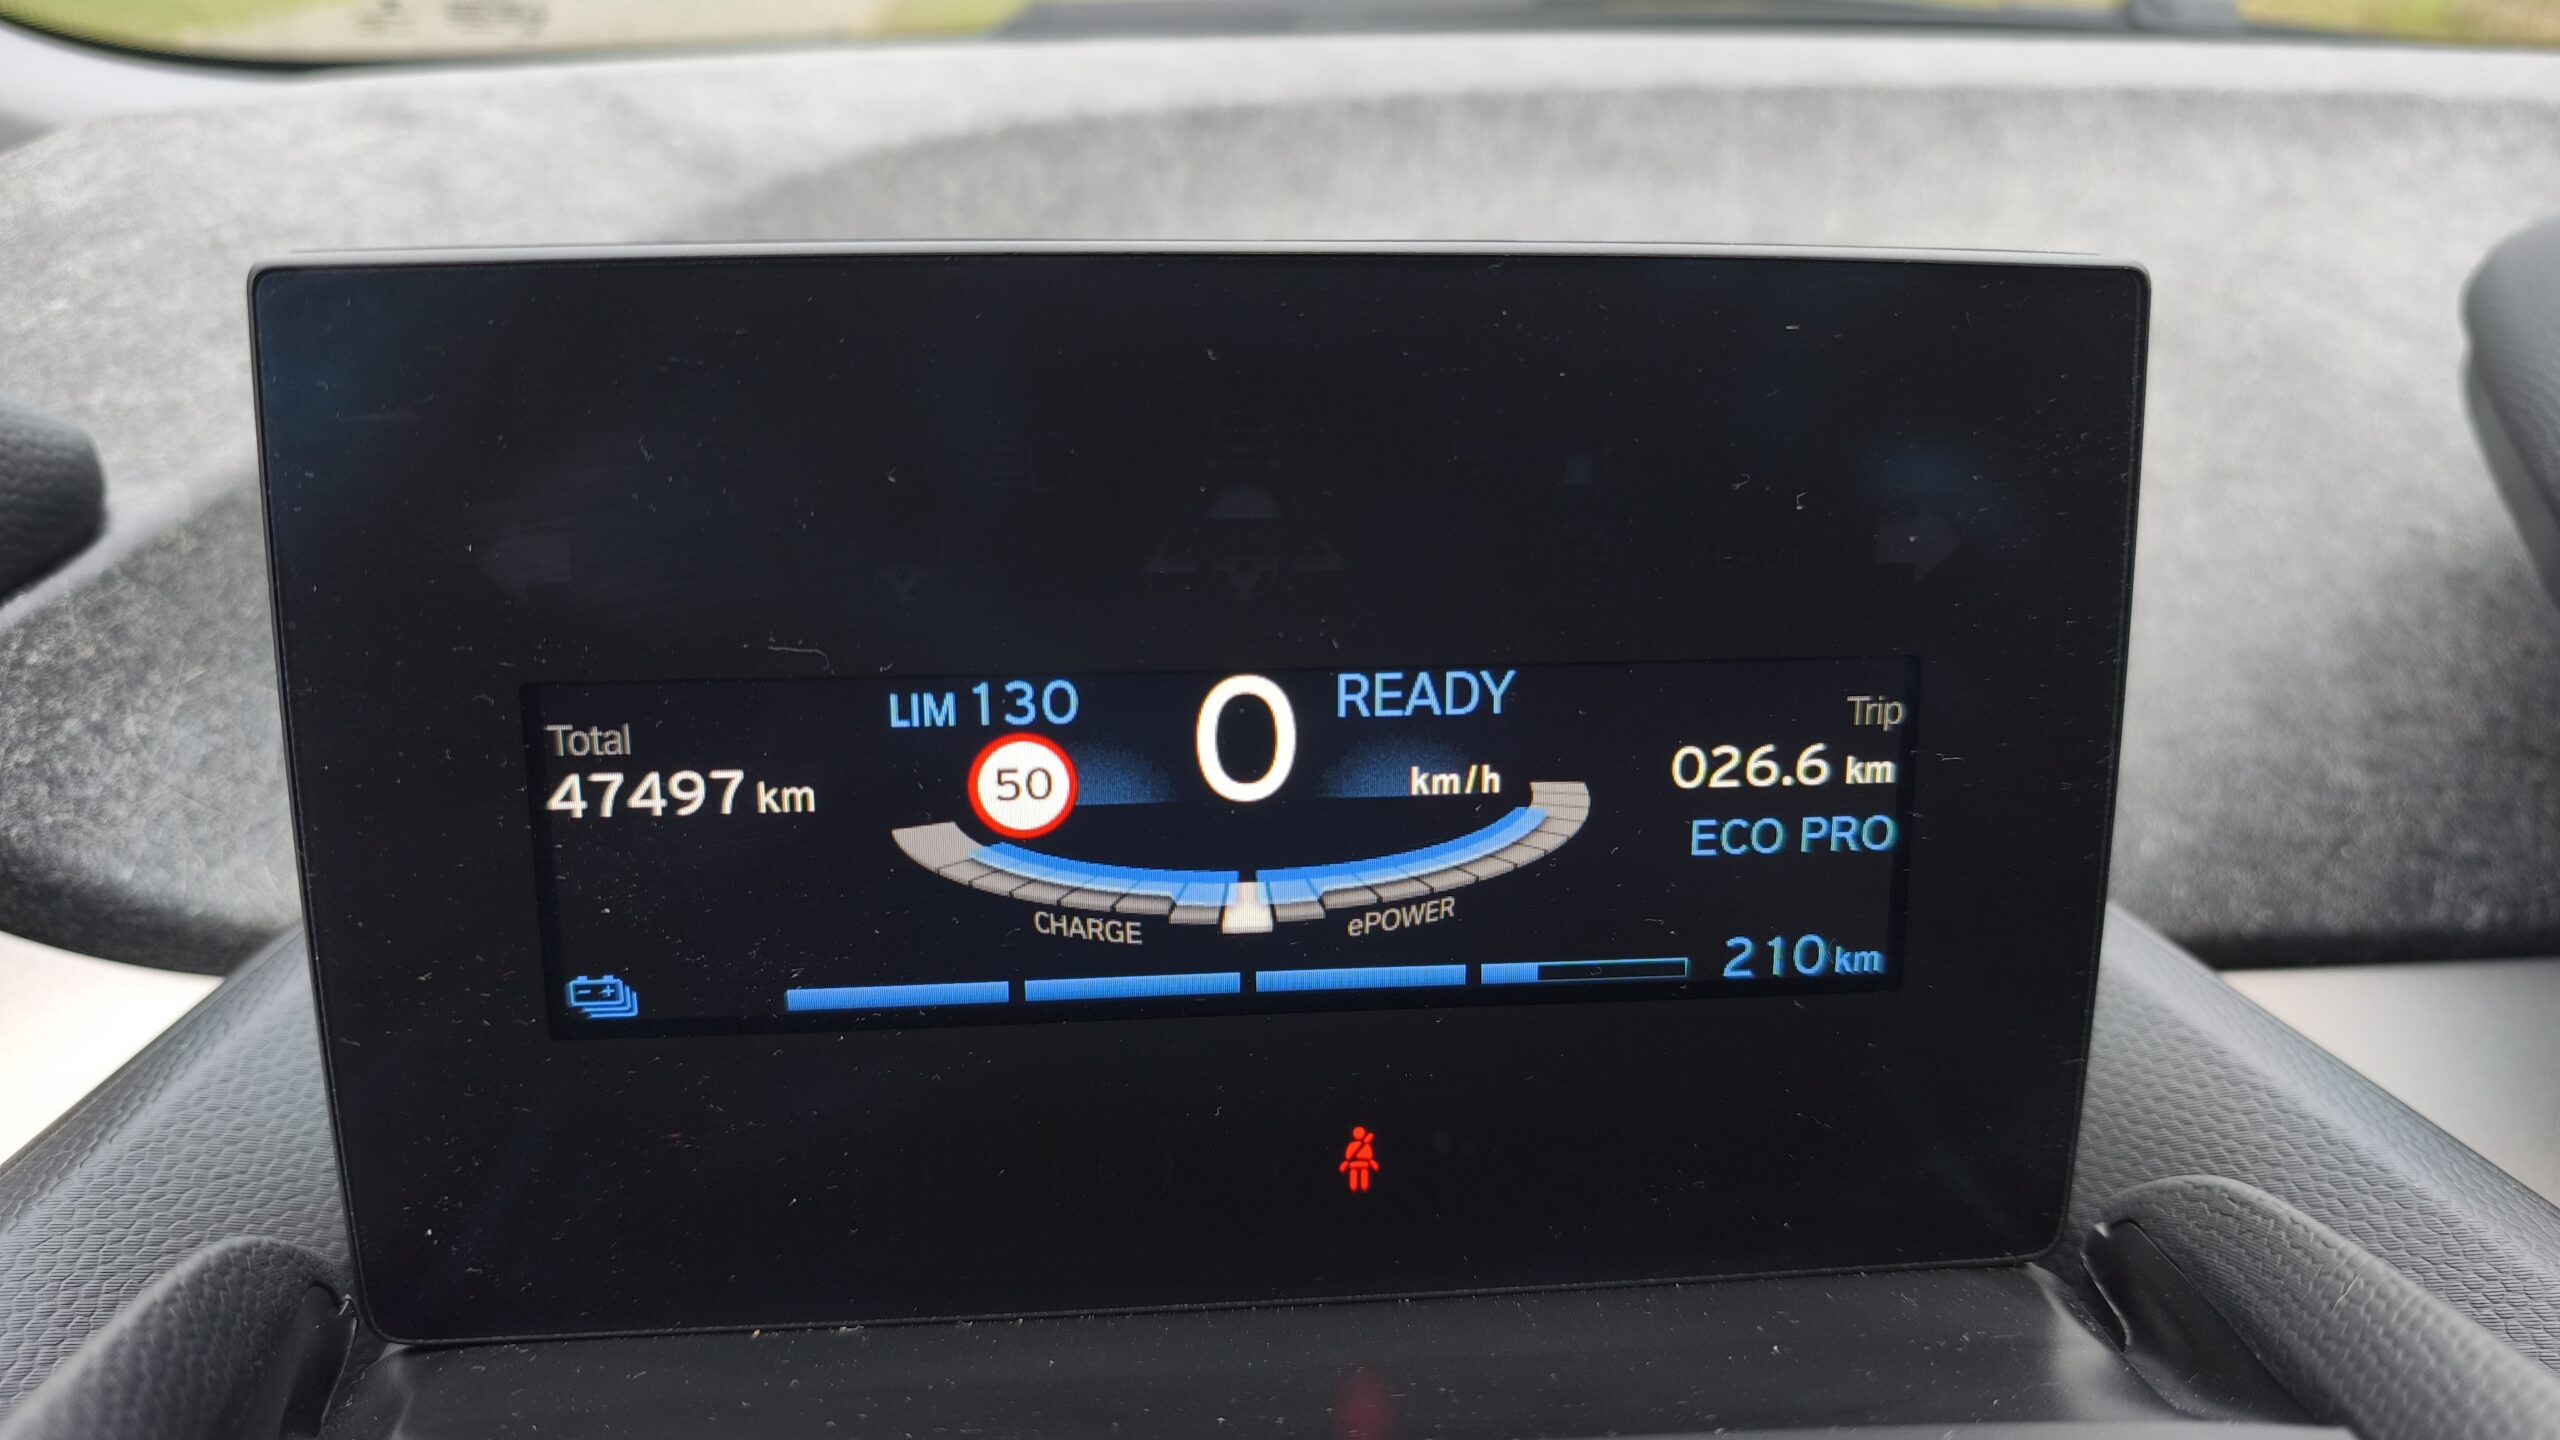 LIM 130
0
READY
Total
47497 km
50
km/h
Trip
026.6 km
ECO PRO
CHARGE
ePOWER
- +
210 km
READY